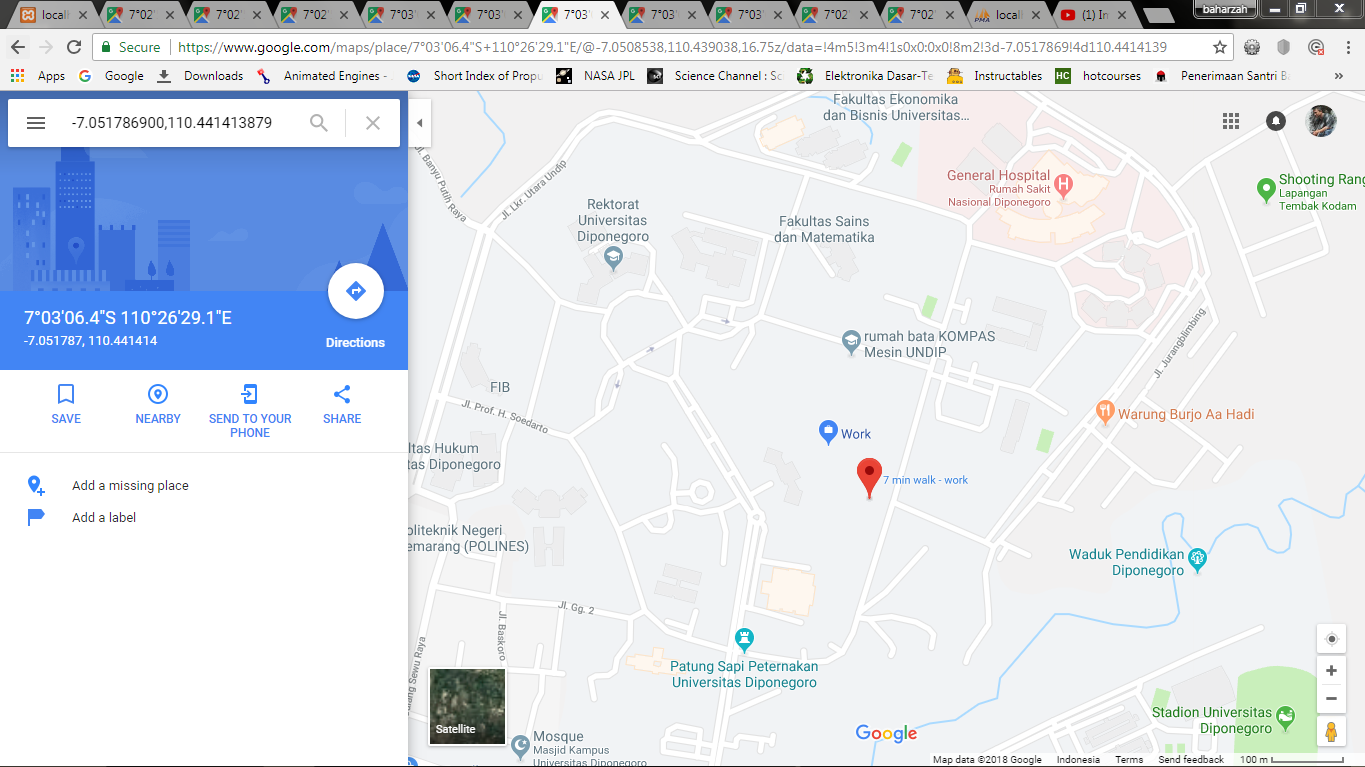 baharzah
locall
7°02'
7°02'
7°02'
7°03'
7°03'
7°03'
7°03'
7°03'
7°02'
7°02'
locall
(1) In
Secure
https://www.google.com/maps/place/7°03'06.4"S+110°26'29.1"E/@-7.0508538,110.439038,16.75z/data=!4m5!3m4!1s0x0:0x0!8m2!3d-7.0517869!4d110.4414139
Apps
Google
Downloads
Animated Engines -
Short Index of Propu
NASA JPL
Science Channel : Sc
Elektronika Dasar-Te
Instructables
HC hotcourses
Penerimaan Santri B
»
-7.051786900,110.441413879
7°03'06.4"S 110°26'29.1"E
-7.051787, 110.441414
Directions
SAVE
NEARBY
SEND TO YOUR
PHONE
SHARE
Add a missing place
Add a label
Fakultas Ekonomika
dan Bisnis Universitas...
Jl. Banyu Putih Raya
Jl. Lkr. Utara Undip
General Hospital
Rumah Sakit
Nasional Diponegoro
Shooting Rang
Lapangan
Tembak Kodam
Rektorat
Universitas
Diponegoro
Fakultas Sains
dan Matematika
rumah bata KOMPAS
Mesin UNDIP
Jl. Jurangblimbing
FIB
Jl. Prof. H. Soedarto
Warung Burjo Aa Hadi
Work
ltas Hukum
tas Diponegoro
7 min walk - work
oliteknik Negeri
emarang (POLINES)
Waduk Pendidikan
Diponegoro
Jl. Gg. 2
Jl. Baskoro
alang Sewu Raya
Patung Sapi Peternakan
Universitas Diponegoro
Satellite
Mosque
Masjid Kampus
Universitas Diponegoro
Stadion Universitas
Diponegoro
Google
Map data ©2018 Google
Indonesia
Terms
Send feedback
100 m